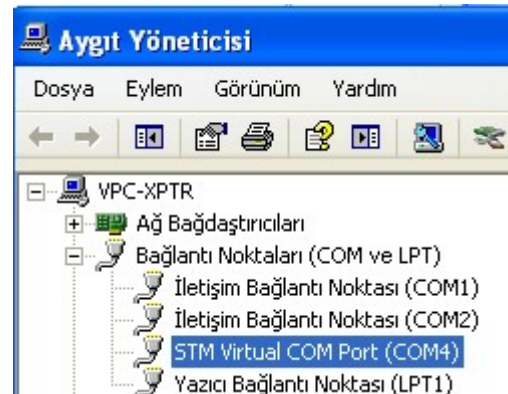 Aygıt Yöneticisi
Dosya Eylem Görünüm Yardım
VPC-XPTR
Ağ Bağdaştırıcıları
Bağlantı Noktaları (COM ve LPT)
İletişim Bağlantı Noktası (COM1)
İletişim Bağlantı Noktası (COM2)
STM Virtual COM Port (COM4)
Yazıcı Bağlantı Noktası (LPT1)